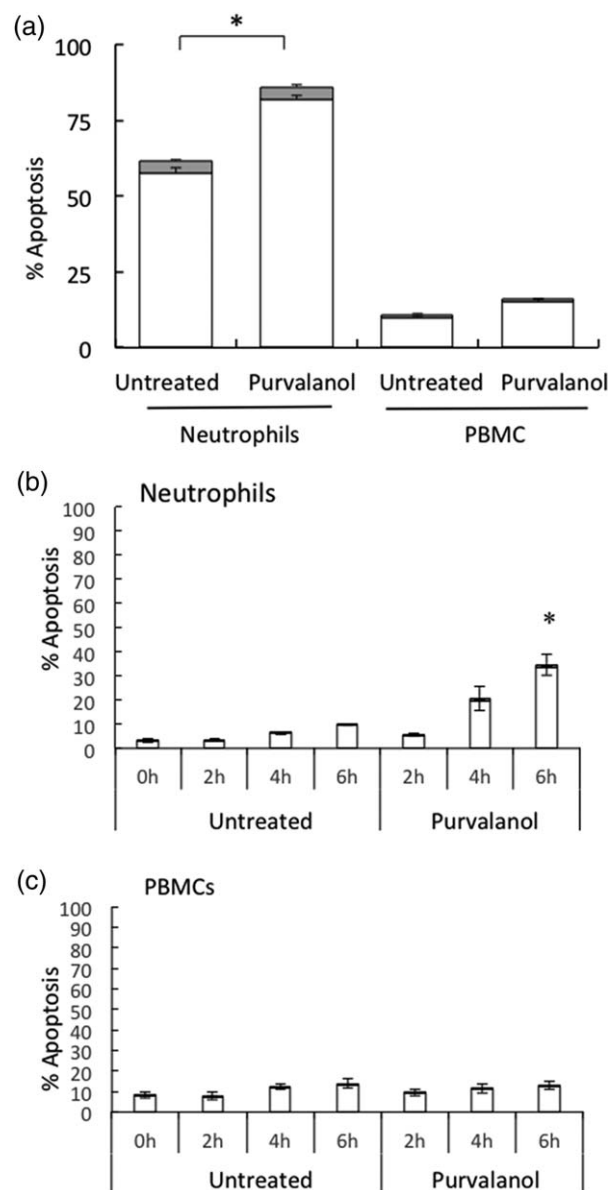 (a)
*
100
75
50
25
0
% Apoptosis
Untreated Purvalanol Untreated Purvalanol
Neutrophils PBMC
(b)
Neutrophils
100
90
80
70
60
50
40
30
20
10
0
% Apoptosis
*
0h 2h 4h 6h 2h 4h 6h
Untreated Purvalanol
(c)
PBMCs
100
90
80
70
60
50
40
30
20
10
0
% Apoptosis
0h 2h 4h 6h 2h 4h 6h
Untreated Purvalanol